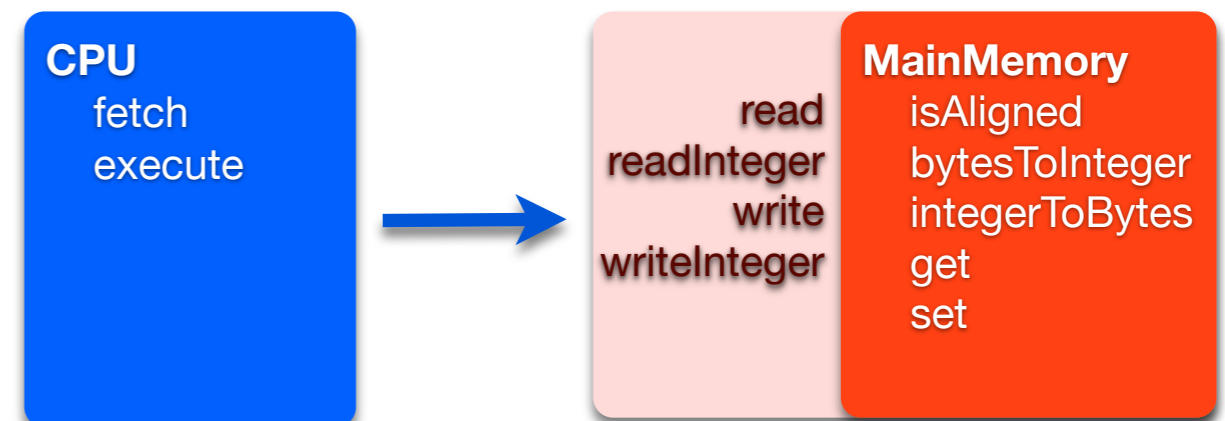 CPU
fetch
execute
read
readInteger
write
writeInteger
MainMemory
isAligned
bytesToInteger
integerToBytes
get
set